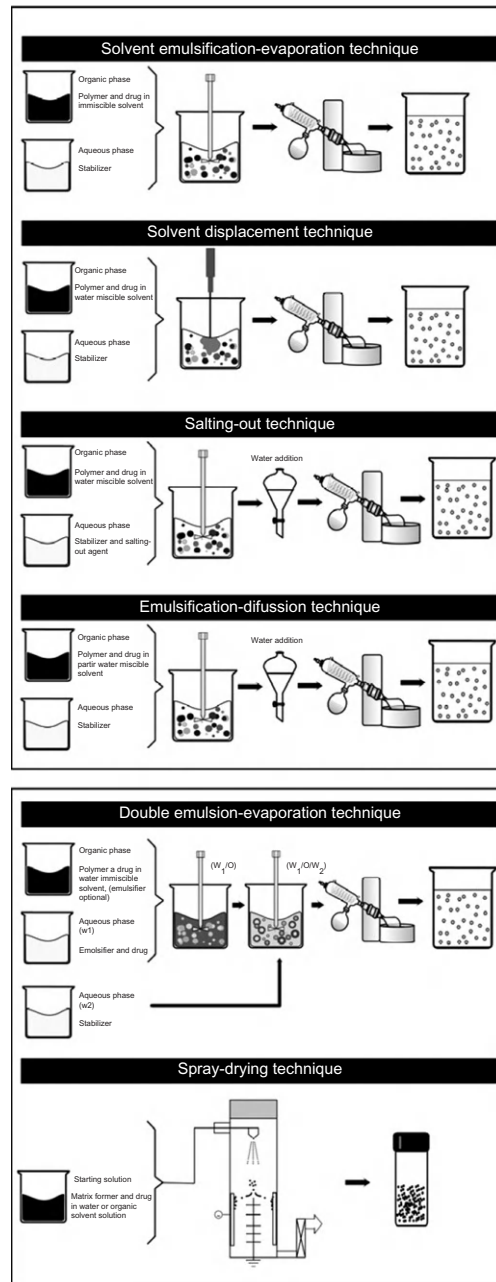 Solvent emulsification-evaporation technique
Organic phase
Polymer and drug in
immiscible solvent
Aqueous phase
Stabilizer
Solvent displacement technique
Organic phase
Polymer and drug in
water miscible solvent
Aqueous phase
Stabilizer
Salting-out technique
Organic phase
Polymer and drug in
water miscible solvent
Aqueous phase
Stabilizer and salting-
out agent
Water addition
Emulsification-difussion technique
Organic phase
Polymer and drug in
partir water miscible
solvent
Aqueous phase
Stabilizer
Water addition
Double emulsion-evaporation technique
Organic phase
Polymer a drug in
water immiscible
solvent, (emulsifier
optional)
Aqueous phase
(w1)
Emolsifier and drug
Aqueous phase
(w2)
Stabilizer
(W1/O)
(W1/O/W2)
Spray-drying technique
Starting solution
Matrix former and drug
in water or organic
solvent solution